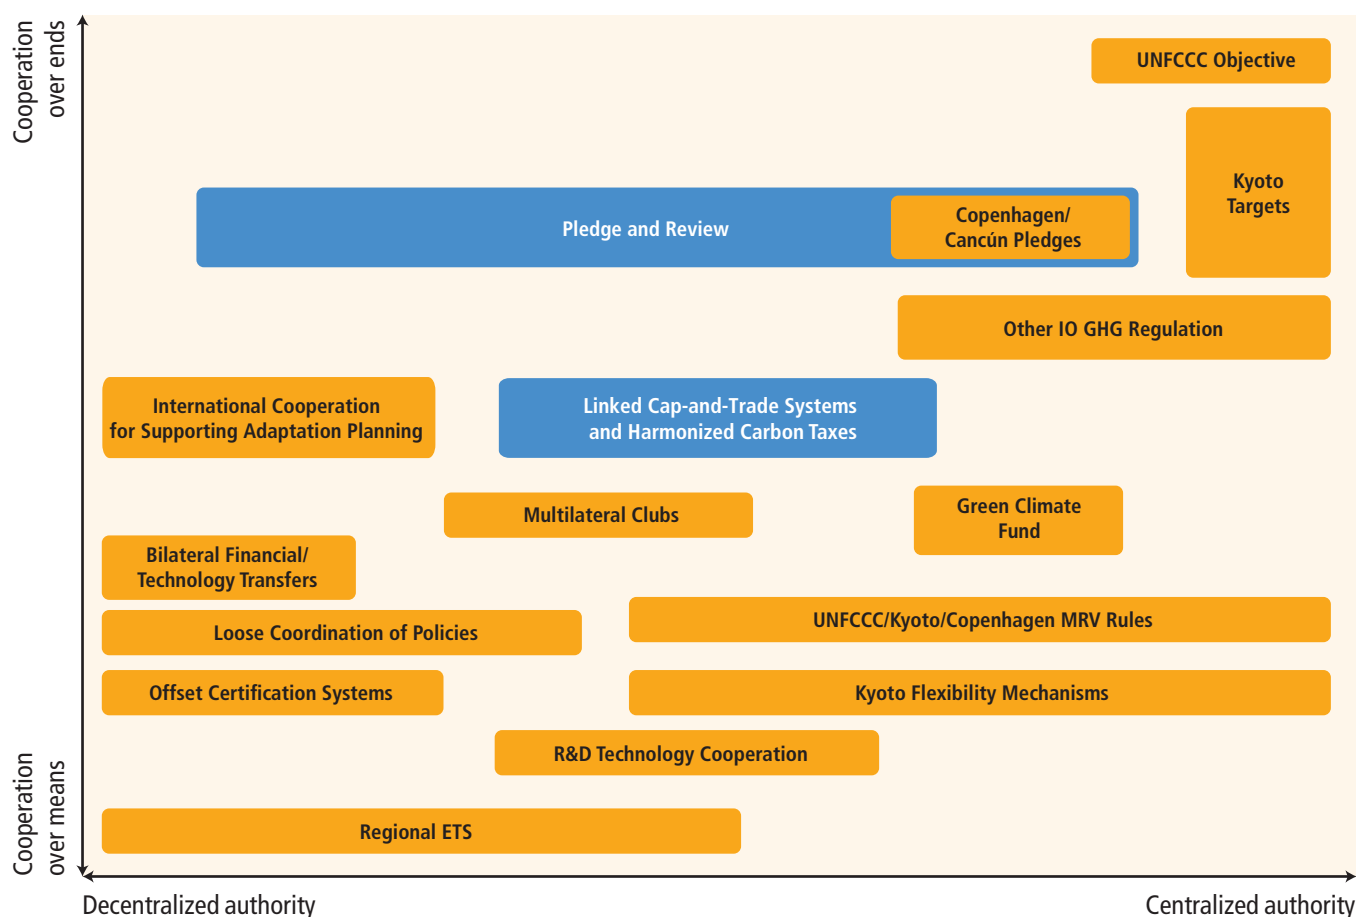 Cooperation
over ends
UNFCCC Objective
Kyoto
Targets
Pledge and Review
Copenhagen/
Cancún Pledges
Other IO GHG Regulation
International Cooperation
for Supporting Adaptation Planning
Linked Cap-and-Trade Systems
and Harmonized Carbon Taxes
Multilateral Clubs
Green Climate
Fund
Bilateral Financial/
Technology Transfers
Loose Coordination of Policies
UNFCCC/Kyoto/Copenhagen MRV Rules
Offset Certification Systems
Kyoto Flexibility Mechanisms
R&D Technology Cooperation
Regional ETS
Cooperation
over means
Decentralized authority
Centralized authority